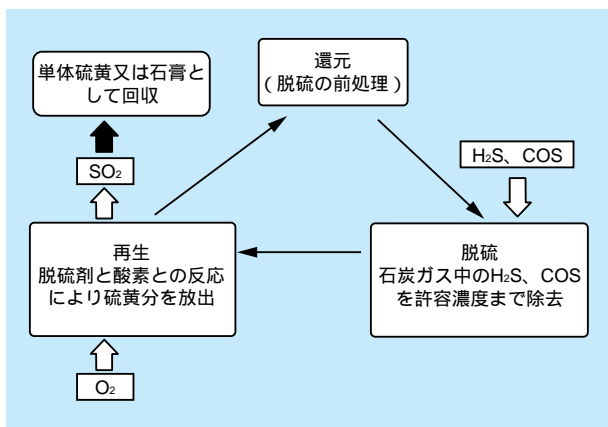 単体硫黄又は石膏と
して回収
還元
(脱硫の前処理)
SO₂
H₂S、COS
再生
脱硫剤と酸素との反応
により硫黄分を放出
脱硫
石炭ガス中のH₂S、COS
を許容濃度まで除去
O₂